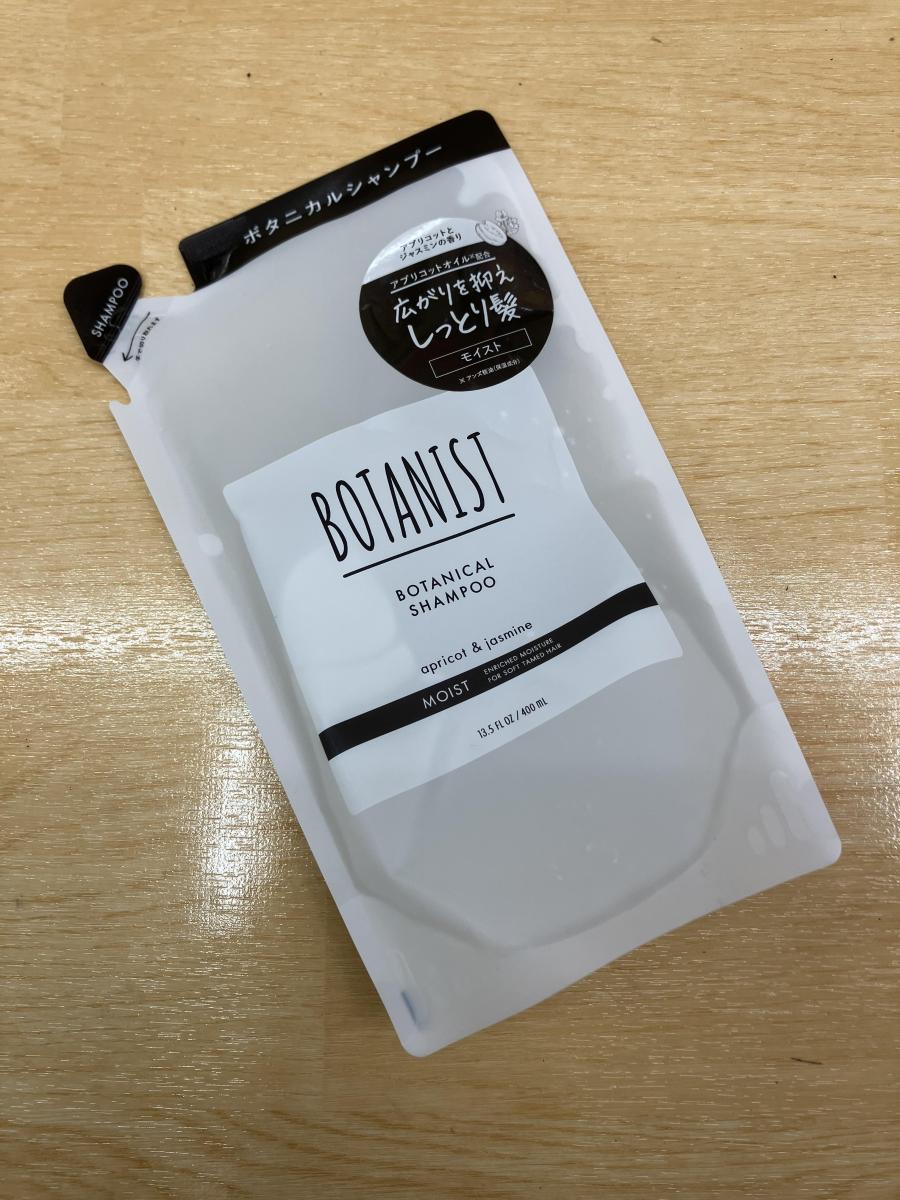 ボタニカルシャンプー
SHAMPOO
アプリコットと
ジャスミンの香り
アプリコットオイル※配合
広がりを抑え
しっとり髪
モイスト
※アンズ核油(保湿成分)
BOTANIST
BOTANICAL
SHAMPOO
apricot & jasmine
MOIST
ENRICHED MOISTURE
FOR SOFT TAMED HAIR
13.5 FL OZ / 400 mL